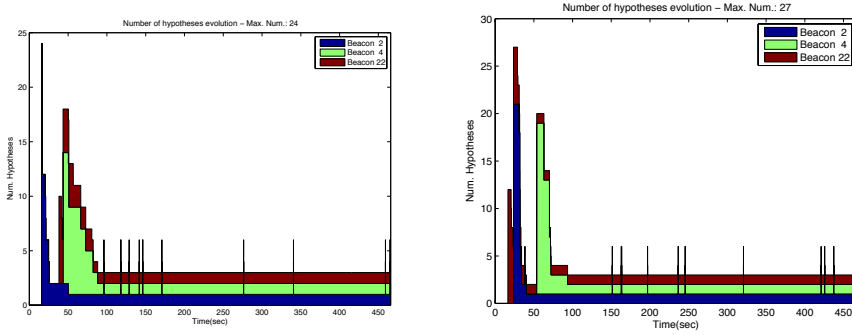 Number of hypotheses evolution – Max. Num.: 24
25
20
15
10
5
0
Num. Hypotheses
0 50 100 150 200 250 300 350 400 450
Time(sec)
Beacon 2
Beacon 4
Beacon 22
Number of hypotheses evolution – Max. Num.: 27
30
25
20
15
10
5
0
Num. Hypotheses
0 50 100 150 200 250 300 350 400 450
Time(sec)
Beacon 2
Beacon 4
Beacon 22